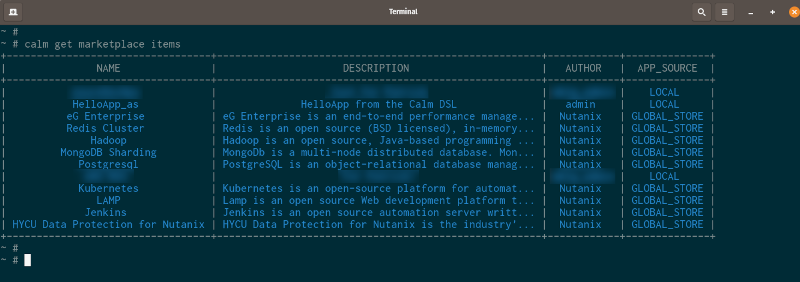 Terminal
~ #
~ # calm get marketplace items
NAME | DESCRIPTION | AUTHOR | APP_SOURCE
LOCAL
HelloApp_as | HelloApp from the Calm DSL | admin | LOCAL
eG Enterprise | eG Enterprise is an end-to-end performance manage... | Nutanix | GLOBAL_STORE
Redis Cluster | Redis is an open source (BSD licensed), in-memory... | Nutanix | GLOBAL_STORE
Hadoop | Hadoop is an open source, Java-based programming ... | Nutanix | GLOBAL_STORE
MongoDB Sharding | MongoDb is a multi-node distributed database. Mon... | Nutanix | GLOBAL_STORE
Postgresql | PostgreSQL is an object-relational database manag... | Nutanix | GLOBAL_STORE
LOCAL
Kubernetes | Kubernetes is an open-source platform for automat... | Nutanix | GLOBAL_STORE
LAMP | Lamp is an open source Web development platform t... | Nutanix | GLOBAL_STORE
Jenkins | Jenkins is an open source automation server writt... | Nutanix | GLOBAL_STORE
HYCU Data Protection for Nutanix | HYCU Data Protection for Nutanix is the industry'... | Nutanix | GLOBAL_STORE
~ #
~ #